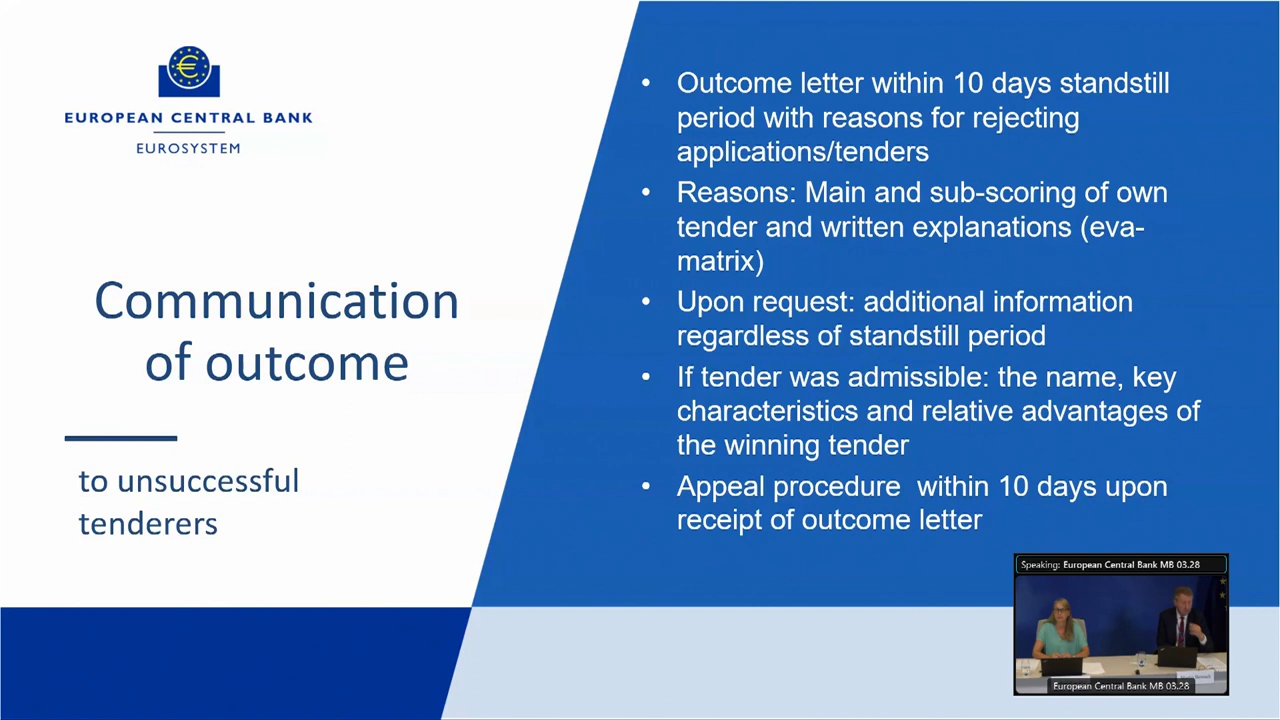 EUROPEAN CENTRAL BANK
EUROSYSTEM
Communication
of outcome
to unsuccessful
tenderers
• Outcome letter within 10 days standstill
period with reasons for rejecting
applications/tenders
• Reasons: Main and sub-scoring of own
tender and written explanations (eva-
matrix)
• Upon request: additional information
regardless of standstill period
• If tender was admissible: the name, key
characteristics and relative advantages of
the winning tender
• Appeal procedure within 10 days upon
receipt of outcome letter
Speaking: European Central Bank MB 03.28
European Central Bank MB 03.28